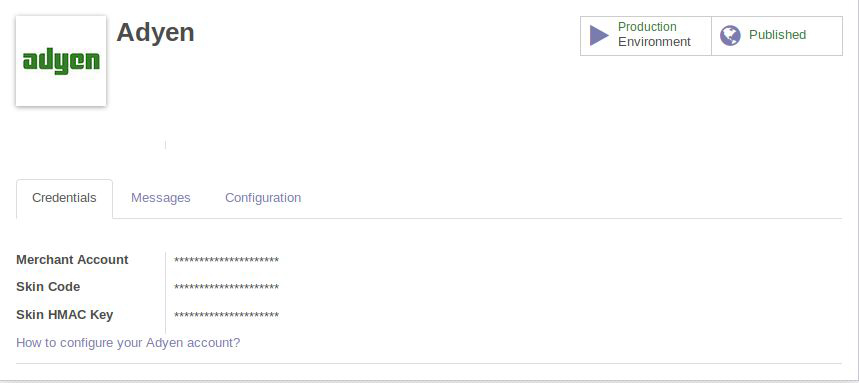 adyen
Adyen
Production
Environment
Published
Credentials
Messages
Configuration
Merchant Account *********************
Skin Code *********************
Skin HMAC Key *********************
How to configure your Adyen account?